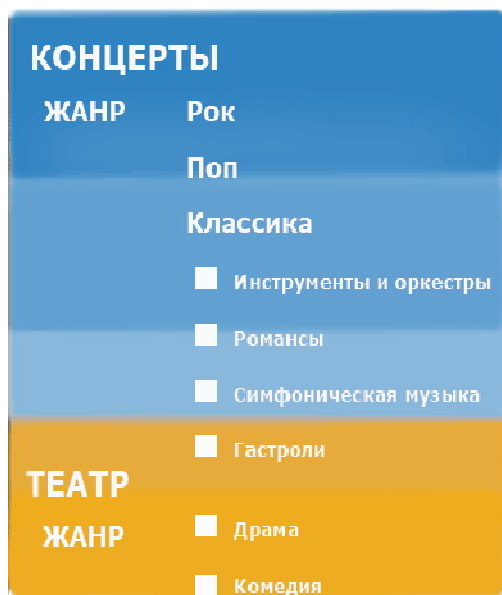 КОНЦЕРТЫ
ЖАНР Рок
Поп
Классика
Инструменты и оркестры
Романсы
Симфоническая музыка
Гастроли
ТЕАТР
ЖАНР Драма
Комедия